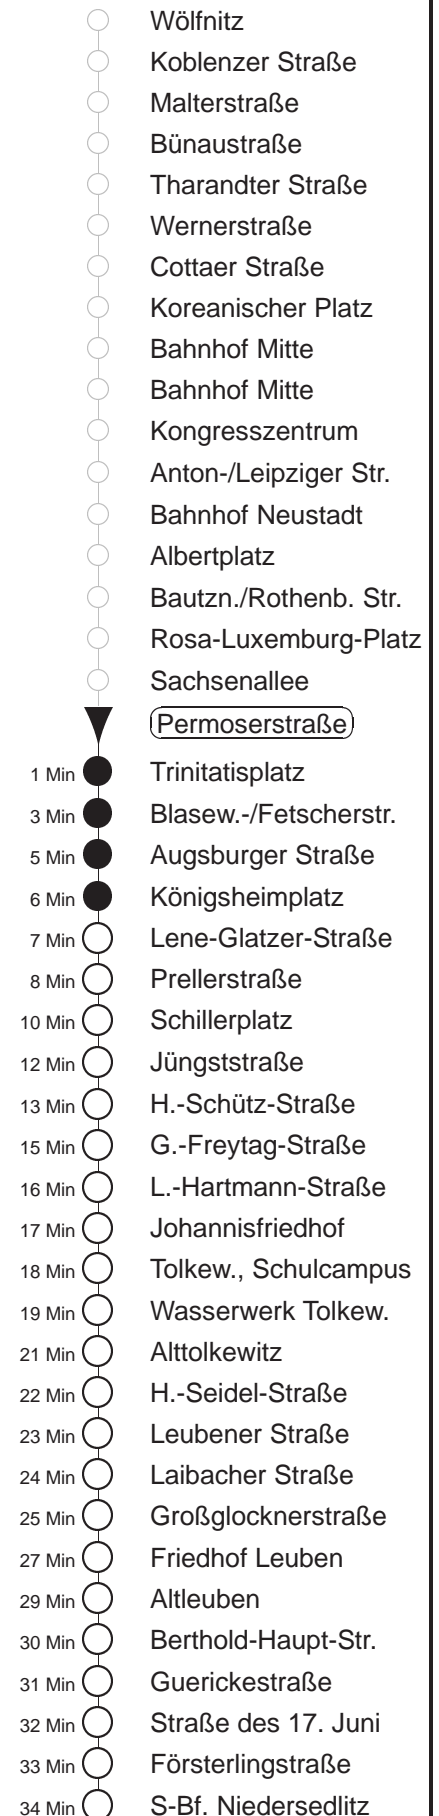 Wölfnitz
Koblenzer Straße
Malterstraße
Bünaustraße
Tharandter Straße
Wernerstraße
Cottaer Straße
Koreanischer Platz
Bahnhof Mitte
Bahnhof Mitte
Kongresszentrum
Anton-/Leipziger Str.
Bahnhof Neustadt
Albertplatz
Bautzn./Rothenb. Str.
Rosa-Luxemburg-Platz
Sachsenallee
Permoserstraße
1 Min Trinitatisplatz
3 Min Blasew.-/Fetscherstr.
5 Min Augsburger Straße
6 Min Königsheimplatz
7 Min Lene-Glatzer-Straße
8 Min Prellerstraße
10 Min Schillerplatz
12 Min Jüngststraße
13 Min H.-Schütz-Straße
15 Min G.-Freytag-Straße
16 Min L.-Hartmann-Straße
17 Min Johannisfriedhof
18 Min Tolkew., Schulcampus
19 Min Wasserwerk Tolkew.
21 Min Alttolkewitz
22 Min H.-Seidel-Straße
23 Min Leubener Straße
24 Min Laibacher Straße
25 Min Großglocknerstraße
27 Min Friedhof Leuben
29 Min Altleuben
30 Min Berthold-Haupt-Str.
31 Min Guerickestraße
32 Min Straße des 17. Juni
33 Min Försterlingstraße
34 Min S-Bf. Niedersedlitz